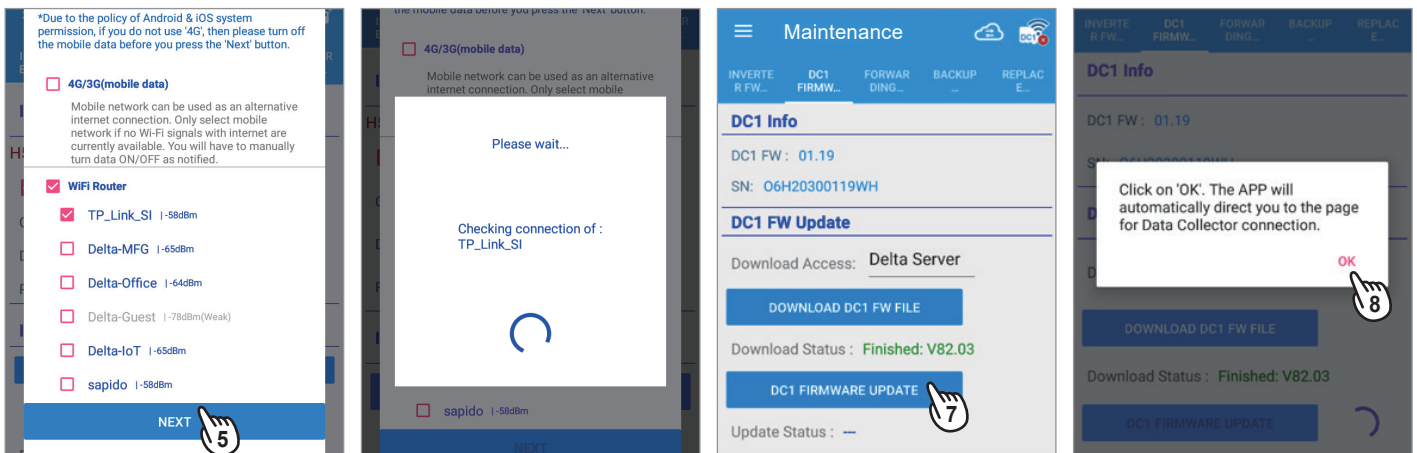 *Due to the policy of Android & iOS system
permission, if you do not use '4G', then please turn off
the mobile data before you press the 'Next' button.
4G/3G(mobile data)
Mobile network can be used as an alternative
internet connection. Only select mobile
network if no Wi-Fi signals with internet are
currently available. You will have to manually
turn data ON/OFF as notified.
WiFi Router
TP_Link_SI |-58dBm
Delta-MFG |-65dBm
Delta-Office |-64dBm
Delta-Guest |-78dBm(Weak)
Delta-IoT |-65dBm
sapido |-58dBm
NEXT
5
the mobile data before you press the 'Next' button.
4G/3G(mobile data)
Mobile network can be used as an alternative
internet connection. Only select mobile
Please wait...
Checking connection of :
TP_Link_SI
sapido |-58dBm
NEXT
Maintenance
DC1
INVERTE
R FW...
DC1
FIRMW...
FORWAR
DING...
BACKUP
...
REPLAC
E...
DC1 Info
DC1 FW : 01.19
SN: O6H20300119WH
DC1 FW Update
Download Access: Delta Server
DOWNLOAD DC1 FW FILE
Download Status : Finished: V82.03
DC1 FIRMWARE UPDATE
7
Update Status : ---
INVERTE
R FW...
DC1
FIRMW...
FORWAR
DING...
BACKUP
...
REPLAC
E...
DC1 Info
DC1 FW : 01.19
Click on 'OK'. The APP will
automatically direct you to the page
for Data Collector connection.
OK
8
DOWNLOAD DC1 FW FILE
Download Status : Finished: V82.03
DC1 FIRMWARE UPDATE